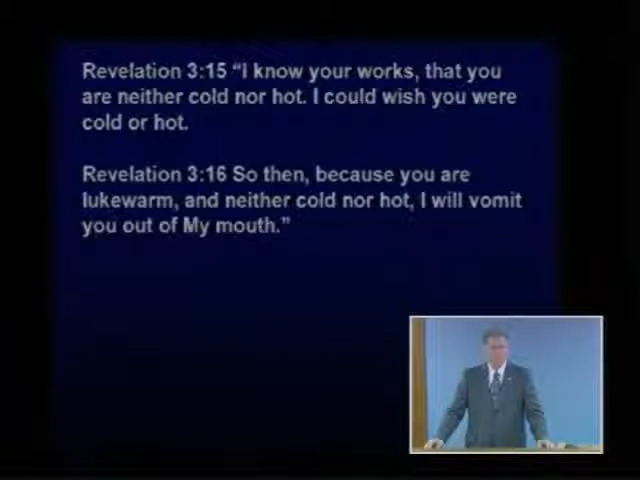 Revelation 3:15 “I know your works, that you
are neither cold nor hot. I could wish you were
cold or hot.
Revelation 3:16 So then, because you are
lukewarm, and neither cold nor hot, I will vomit
you out of My mouth.”